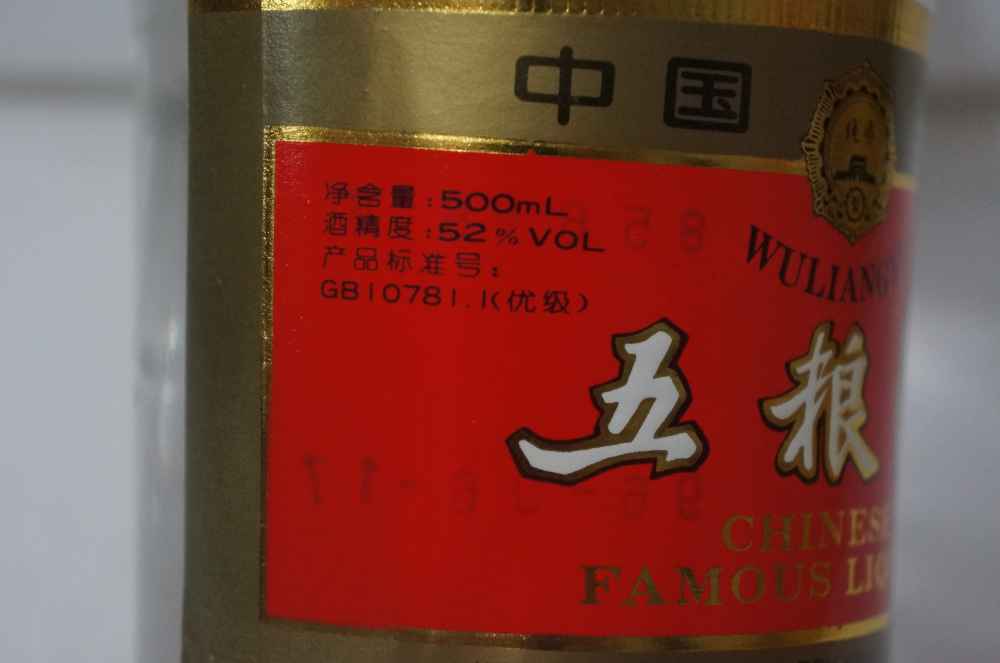 中国
净含量:500mL
酒精度:52%VOL
产品标准号:
GB10781.1(优级)
WULIANG
五粮
CHINES
FAMOUS LI